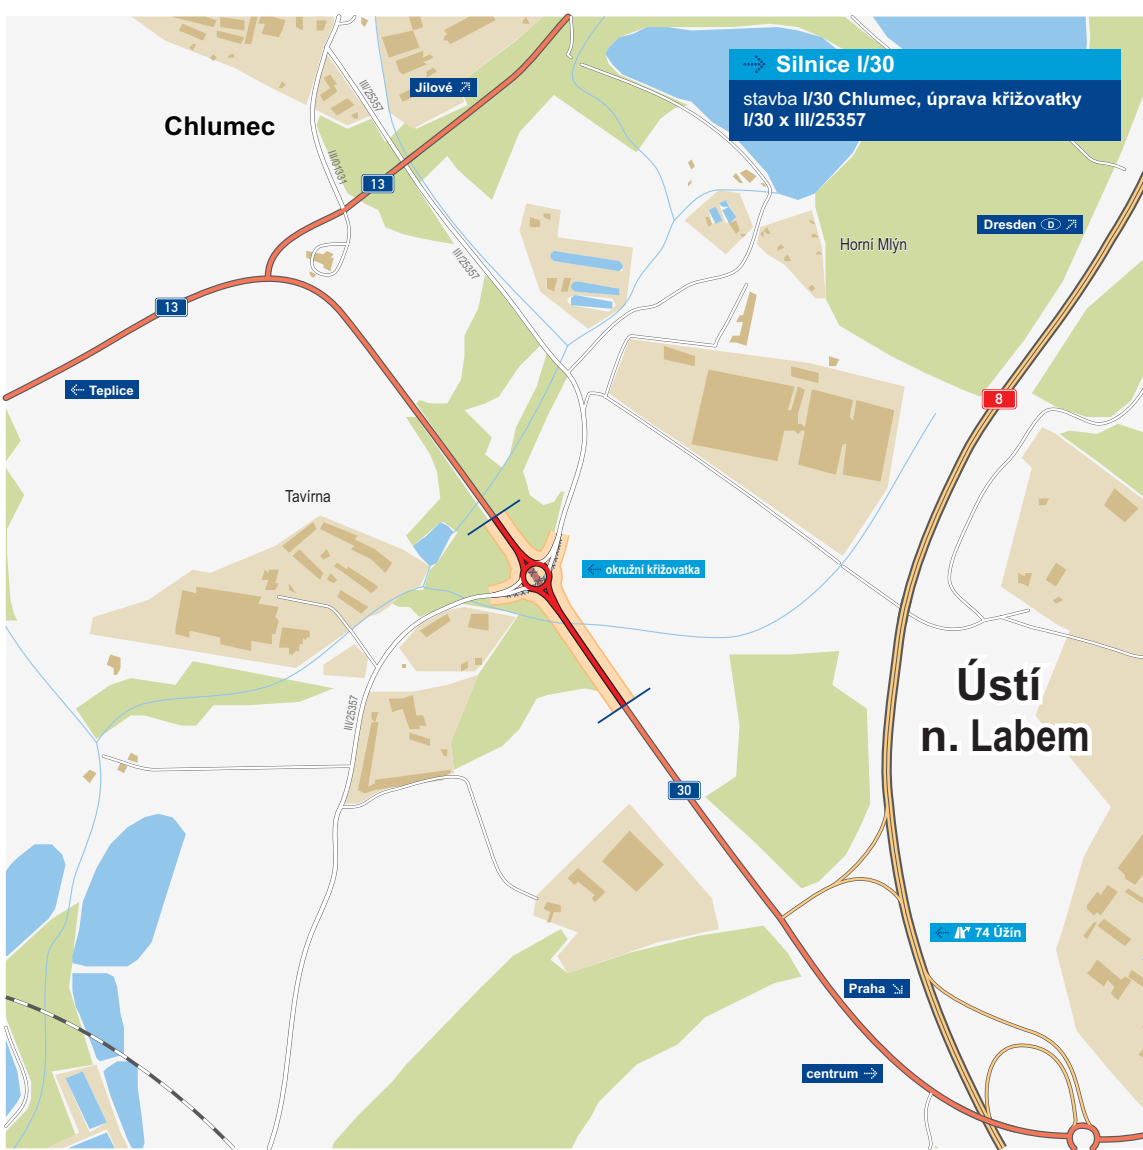 Silnice I/30
stavba I/30 Chlumec, úprava křižovatky
I/30 x III/25357
Jílové
III/25357
Chlumec
III/01331
13
Dresden D
Horní Mlýn
III/25357
13
Teplice
8
Tavírna
okružní křižovatka
Ústí
n. Labem
III/25357
30
74 Úžín
Praha
centrum